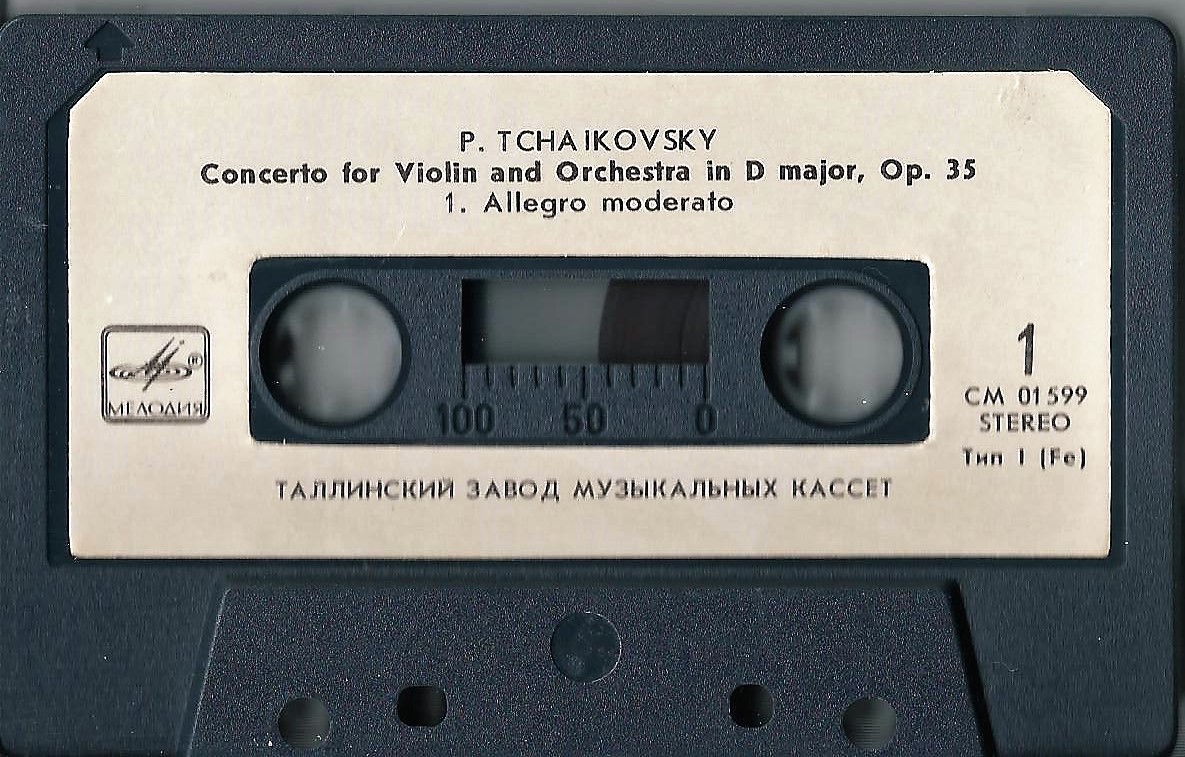 P. TCHAIKOVSKY
Concerto for Violin and Orchestra in D major, Op. 35
1. Allegro moderato
® МЕЛОДИЯ
100 50 0
1
СМ 01599
STEREO
Тип I (Fe)
ТАЛЛИНСКИЙ ЗАВОД МУЗЫКАЛЬНЫХ КАССЕТ